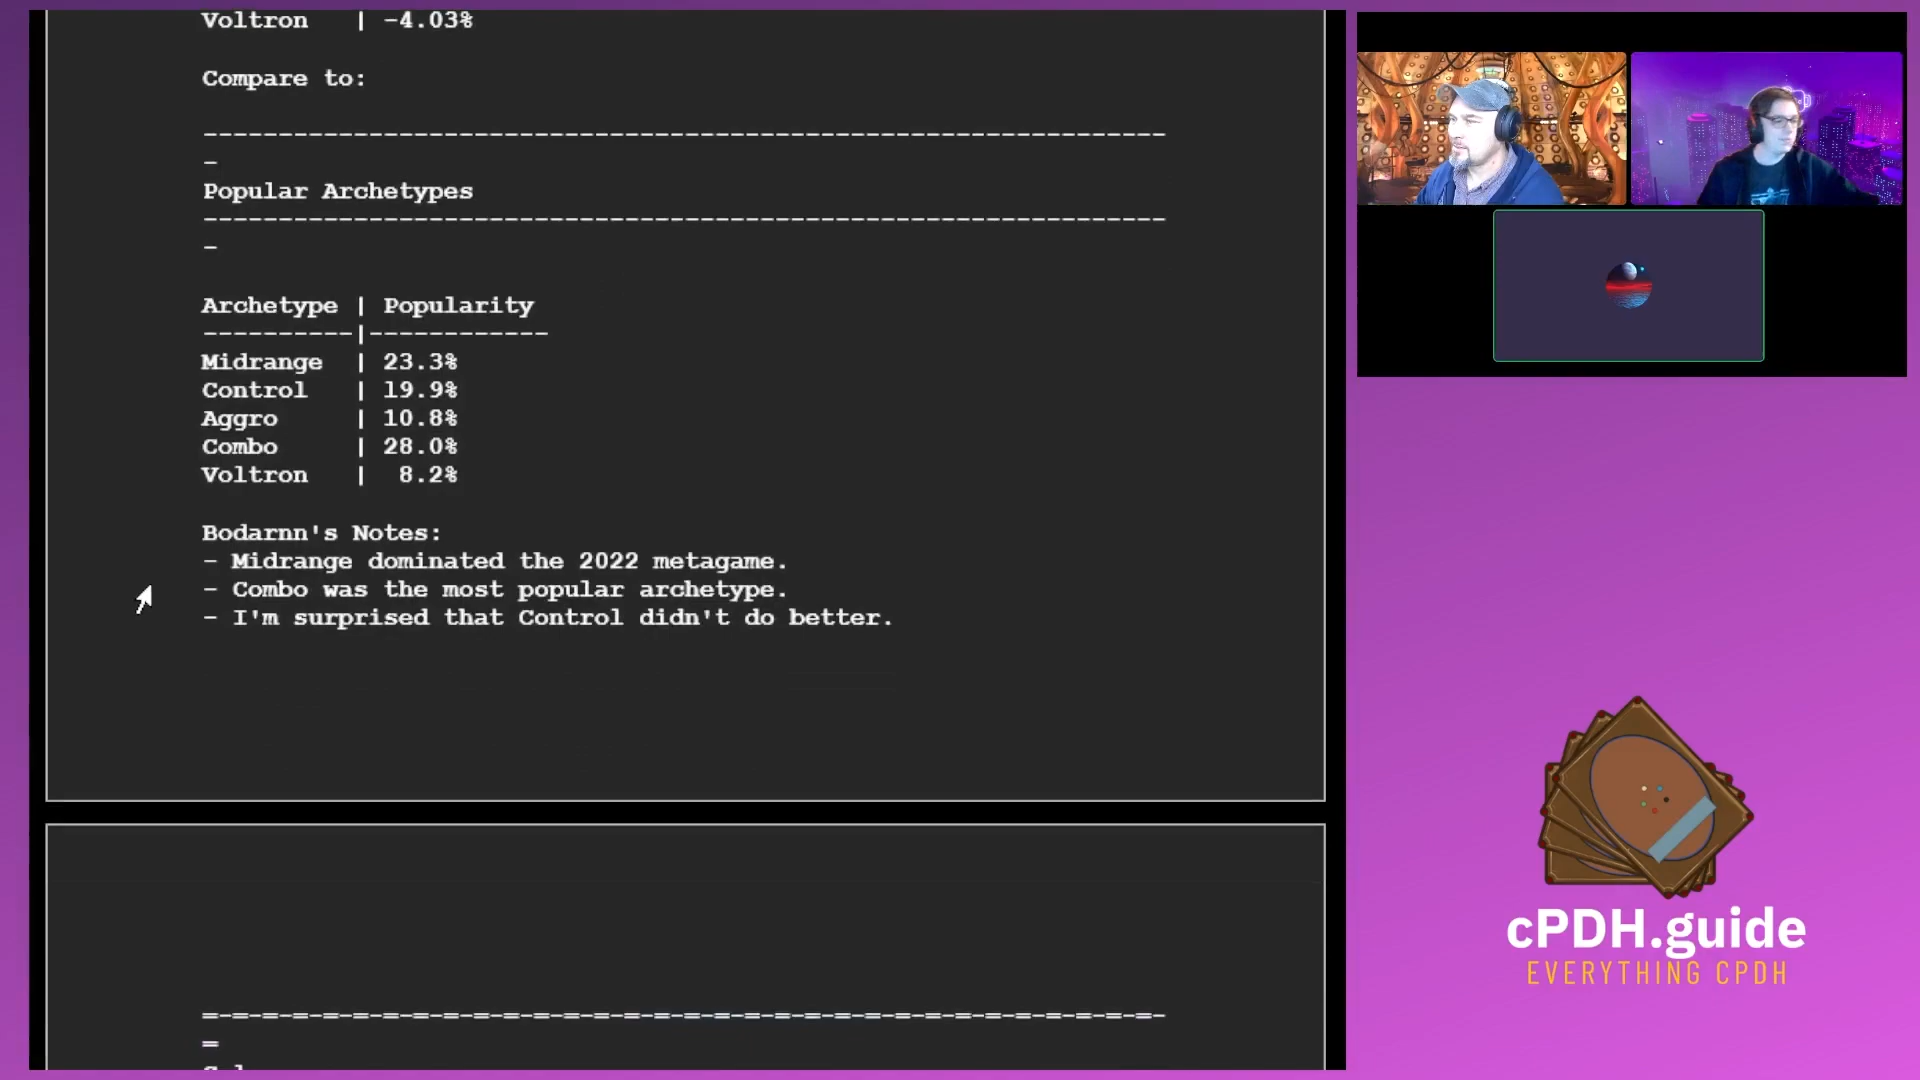 Voltron | -4.03%
Compare to:
----------------------------------------------------------------
-
Popular Archetypes
----------------------------------------------------------------
-
Archetype | Popularity
----------|------------
Midrange | 23.3%
Control | 19.9%
Aggro | 10.8%
Combo | 28.0%
Voltron | 8.2%
Bodarnn's Notes:
- Midrange dominated the 2022 metagame.
- Combo was the most popular archetype.
- I'm surprised that Control didn't do better.
=-=-=-=-=-=-=-=-=-=-=-=-=-=-=-=-=-=-=-=-=-=-=-=-=-=-=-=-=-=-=-=-
=
cPDH.guide
EVERYTHING CPDH